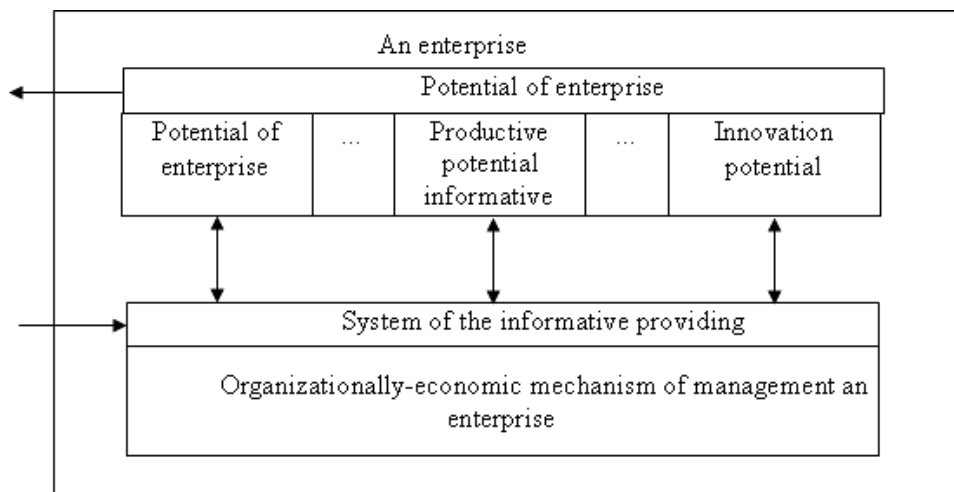 An enterprise
Potential of enterprise
Potential of
enterprise
...
Productive
potential
informative
...
Innovation
potential
System of the informative providing
Organizationally-economic mechanism of management an
enterprise